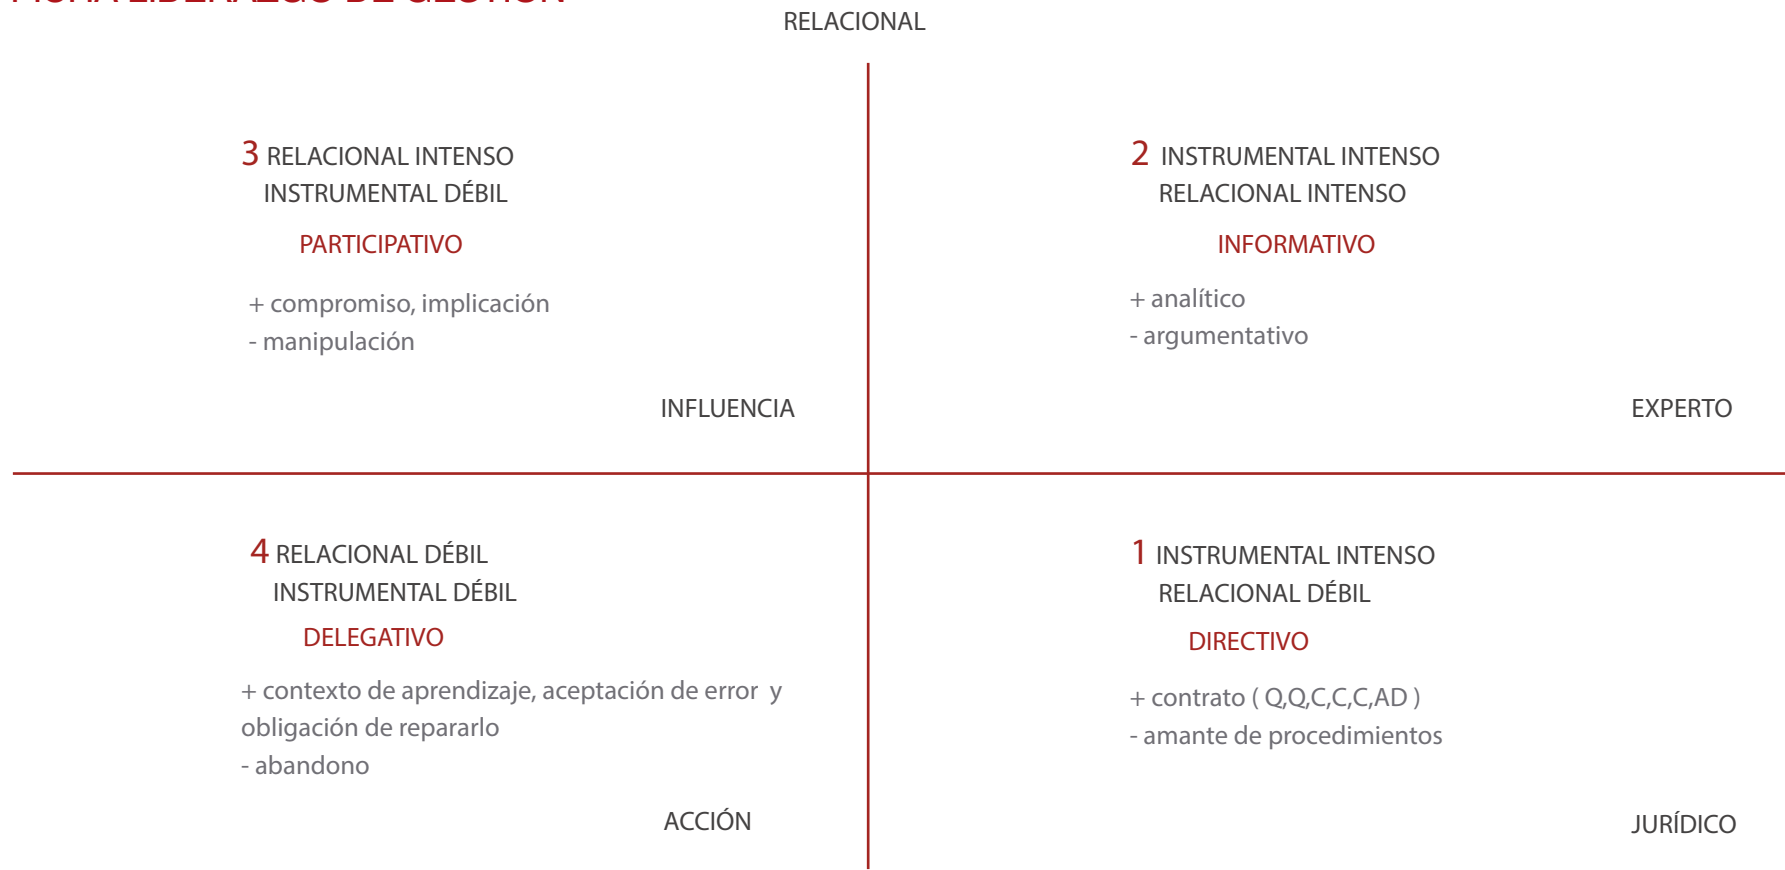 RELACIONAL
3 RELACIONAL INTENSO
INSTRUMENTAL DÉBIL
PARTICIPATIVO
+ compromiso, implicación
- manipulación
INFLUENCIA
2 INSTRUMENTAL INTENSO
RELACIONAL INTENSO
INFORMATIVO
+ analítico
- argumentativo
EXPERTO
4 RELACIONAL DÉBIL
INSTRUMENTAL DÉBIL
DELEGATIVO
+ contexto de aprendizaje, aceptación de error y
obligación de repararlo
- abandono
ACCIÓN
1 INSTRUMENTAL INTENSO
RELACIONAL DÉBIL
DIRECTIVO
+ contrato ( Q,Q,C,C,C,AD )
- amante de procedimientos
JURÍDICO